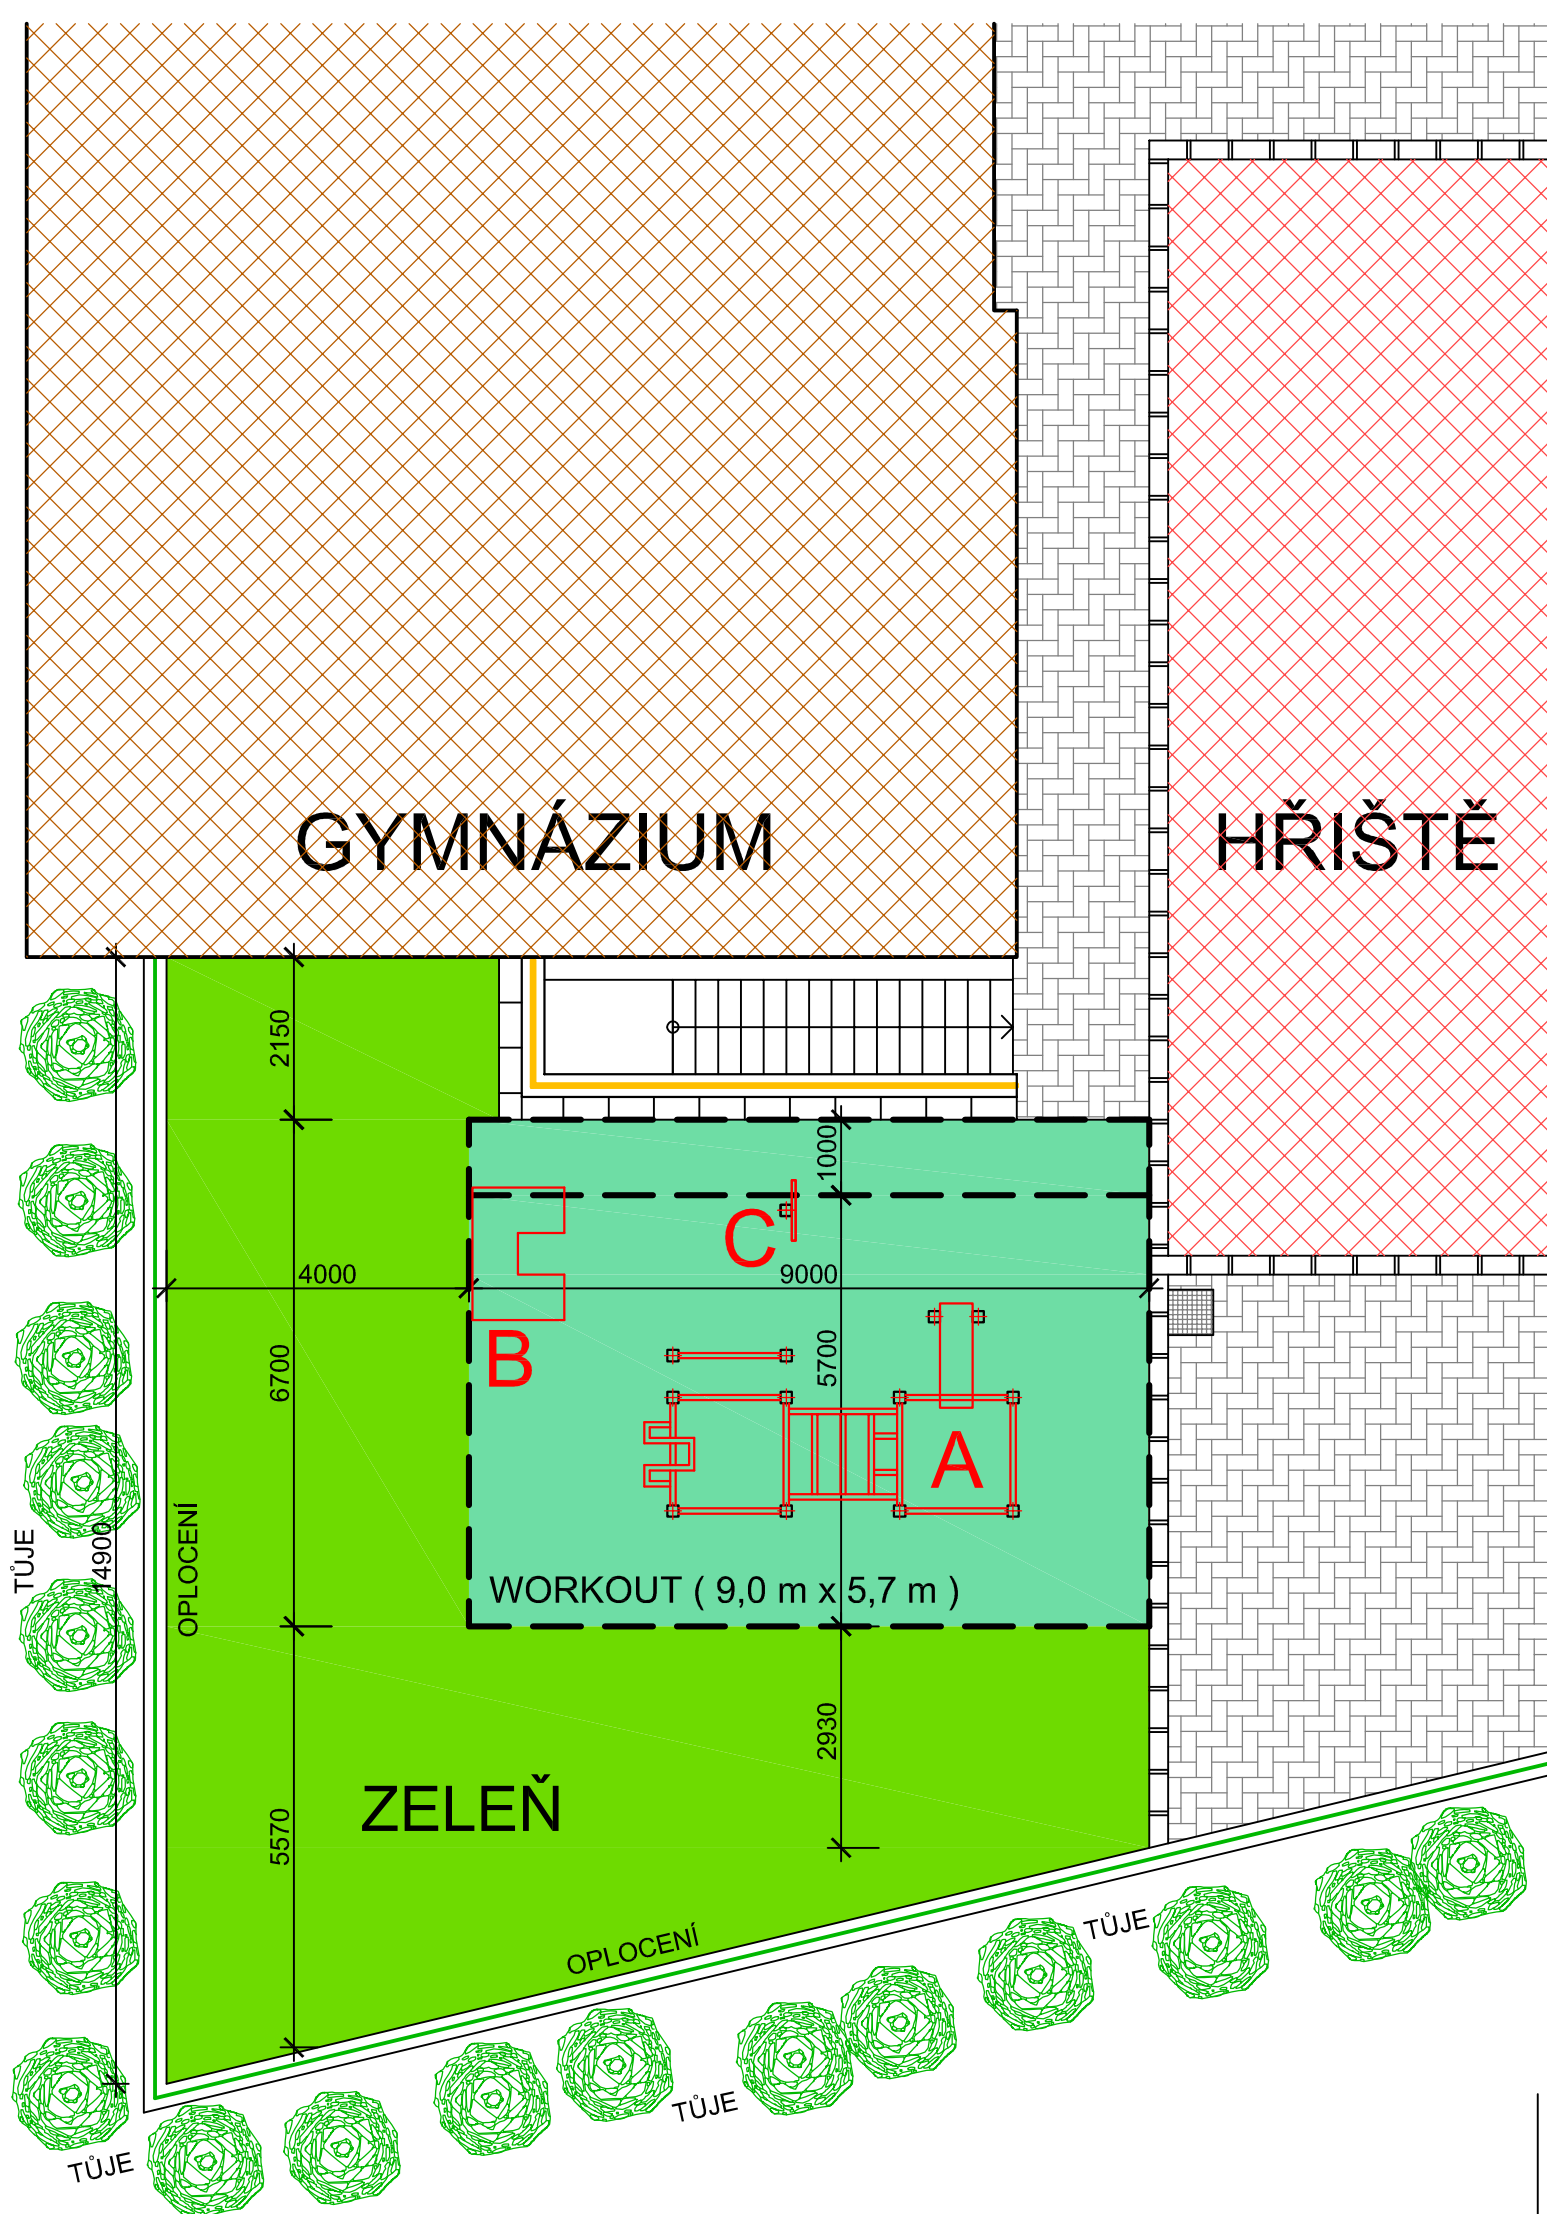 GYMNÁZIUM
HŘIŠTĚ
2150
1000
C
4000
9000
B
6700
5700
A
TŮJE
14900
OPLOCENÍ
WORKOUT ( 9,0 m x 5,7 m )
2930
ZELEŇ
5570
OPLOCENÍ
TŮJE
TŮJE
TŮJE